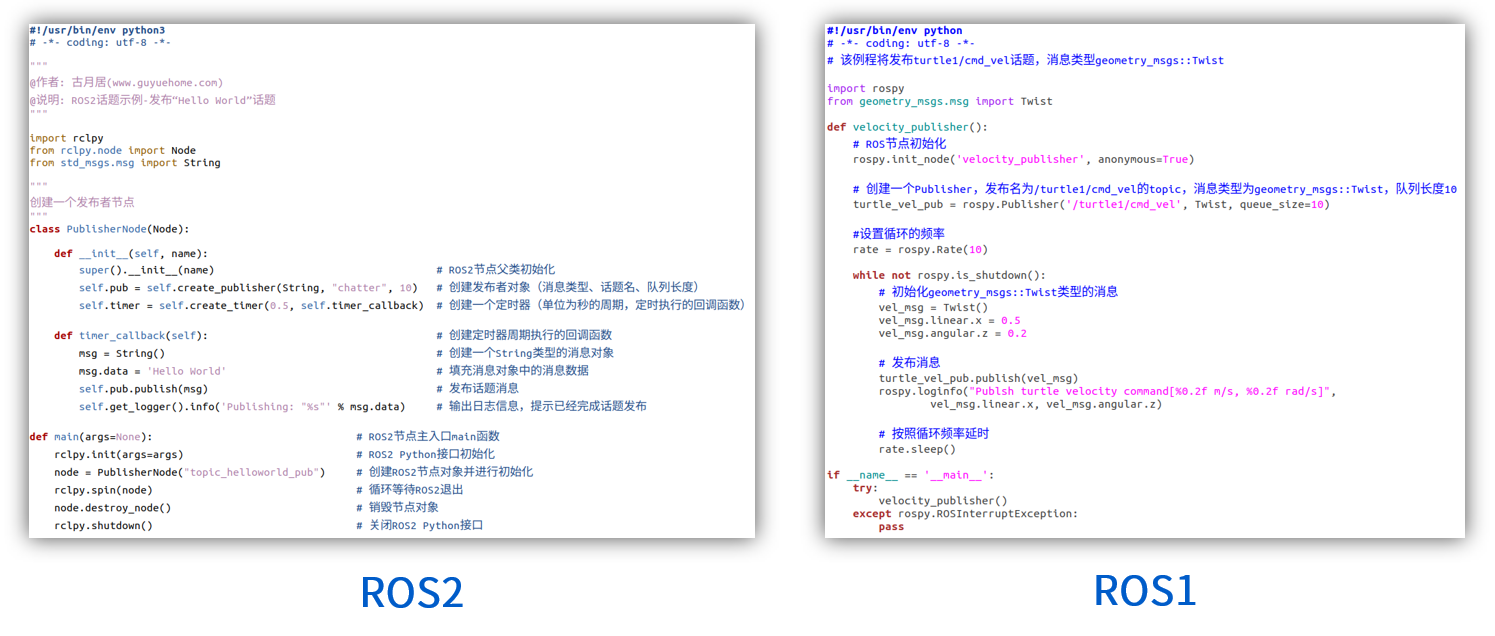 #!/usr/bin/env python3
# -*- coding: utf-8 -*-
"""
@作者: 古月居(www.guyuehome.com)
@说明: ROS2话题示例-发布“Hello World”话题
"""
import rclpy
from rclpy.node import Node
from std_msgs.msg import String
"""
创建一个发布者节点
"""
class PublisherNode(Node):
def __init__(self, name):
super().__init__(name) # ROS2节点父类初始化
self.pub = self.create_publisher(String, "chatter", 10) # 创建发布者对象（消息类型、话题名、队列长度）
self.timer = self.create_timer(0.5, self.timer_callback) # 创建一个定时器（单位为秒的周期，定时执行的回调函数）
def timer_callback(self): # 创建定时器周期执行的回调函数
msg = String() # 创建一个String类型的消息对象
msg.data = 'Hello World' # 填充消息对象中的消息数据
self.pub.publish(msg) # 发布话题消息
self.get_logger().info('Publishing: "%s"' % msg.data) # 输出日志信息，提示已经完成话题发布
def main(args=None): # ROS2节点主入口main函数
rclpy.init(args=args) # ROS2 Python接口初始化
node = PublisherNode("topic_helloworld_pub") # 创建ROS2节点对象并进行初始化
rclpy.spin(node) # 循环等待ROS2退出
node.destroy_node() # 销毁节点对象
rclpy.shutdown() # 关闭ROS2 Python接口
ROS2
#!/usr/bin/env python
# -*- coding: utf-8 -*-
# 该例程将发布turtle1/cmd_vel话题，消息类型geometry_msgs::Twist
import rospy
from geometry_msgs.msg import Twist
def velocity_publisher():
# ROS节点初始化
rospy.init_node('velocity_publisher', anonymous=True)
# 创建一个Publisher，发布名为/turtle1/cmd_vel的topic，消息类型为geometry_msgs::Twist，队列长度10
turtle_vel_pub = rospy.Publisher('/turtle1/cmd_vel', Twist, queue_size=10)
#设置循环的频率
rate = rospy.Rate(10)
while not rospy.is_shutdown():
# 初始化geometry_msgs::Twist类型的消息
vel_msg = Twist()
vel_msg.linear.x = 0.5
vel_msg.angular.z = 0.2
# 发布消息
turtle_vel_pub.publish(vel_msg)
rospy.loginfo("Publsh turtle velocity command[%0.2f m/s, %0.2f rad/s]",
vel_msg.linear.x, vel_msg.angular.z)
# 按照循环频率延时
rate.sleep()
if __name__ == '__main__':
try:
velocity_publisher()
except rospy.ROSInterruptException:
pass
ROS1